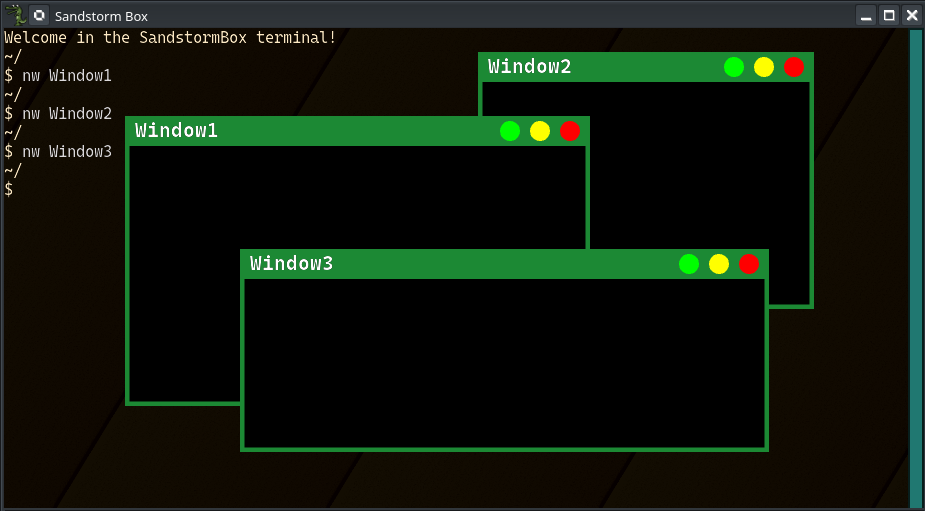 Sandstorm Box
Welcome in the SandstormBox terminal!
~/
$ nw Window1
~/
$ nw Window2
~/
$ nw Window3
~/
$
Window2
Window1
Window3